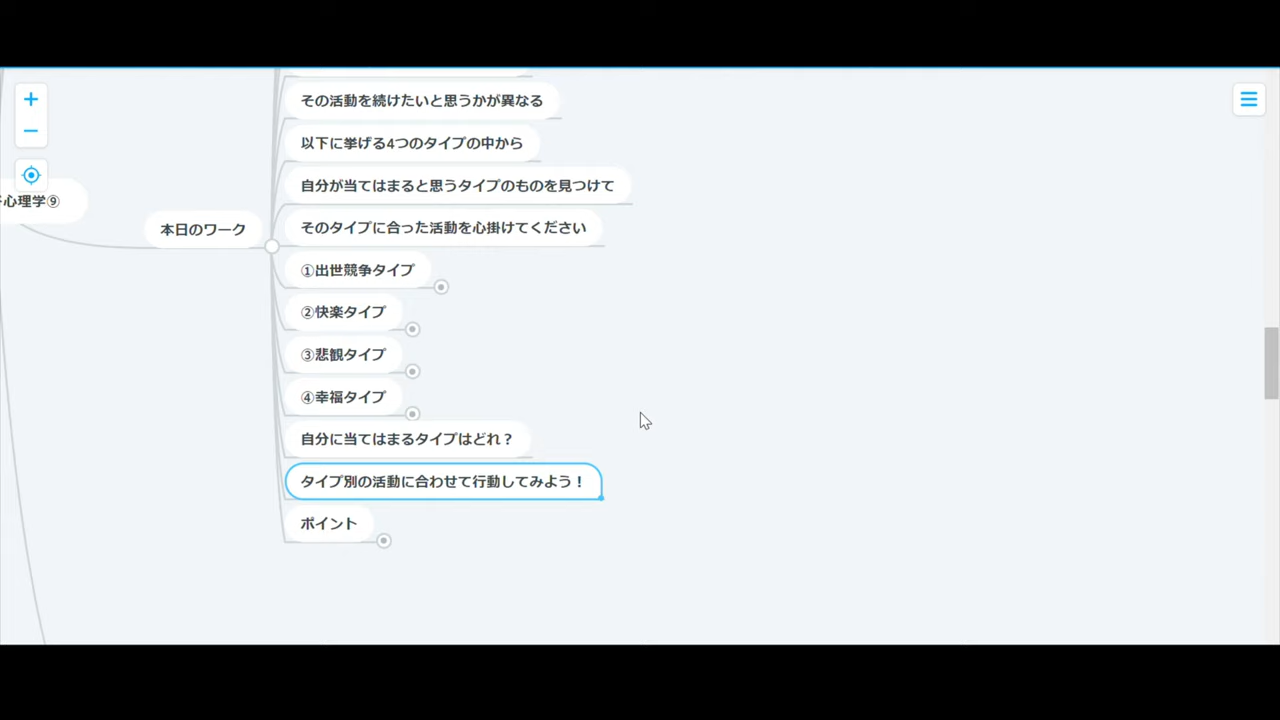 その活動を続けたいと思うかが異なる
以下に挙げる4つのタイプの中から
自分が当てはまると思うタイプのものを見つけて
心理学⑨
本日のワーク
そのタイプに合った活動を心掛けてください
①出世競争タイプ
②快楽タイプ
③悲観タイプ
④幸福タイプ
自分に当てはまるタイプはどれ？
タイプ別の活動に合わせて行動してみよう！
ポイント